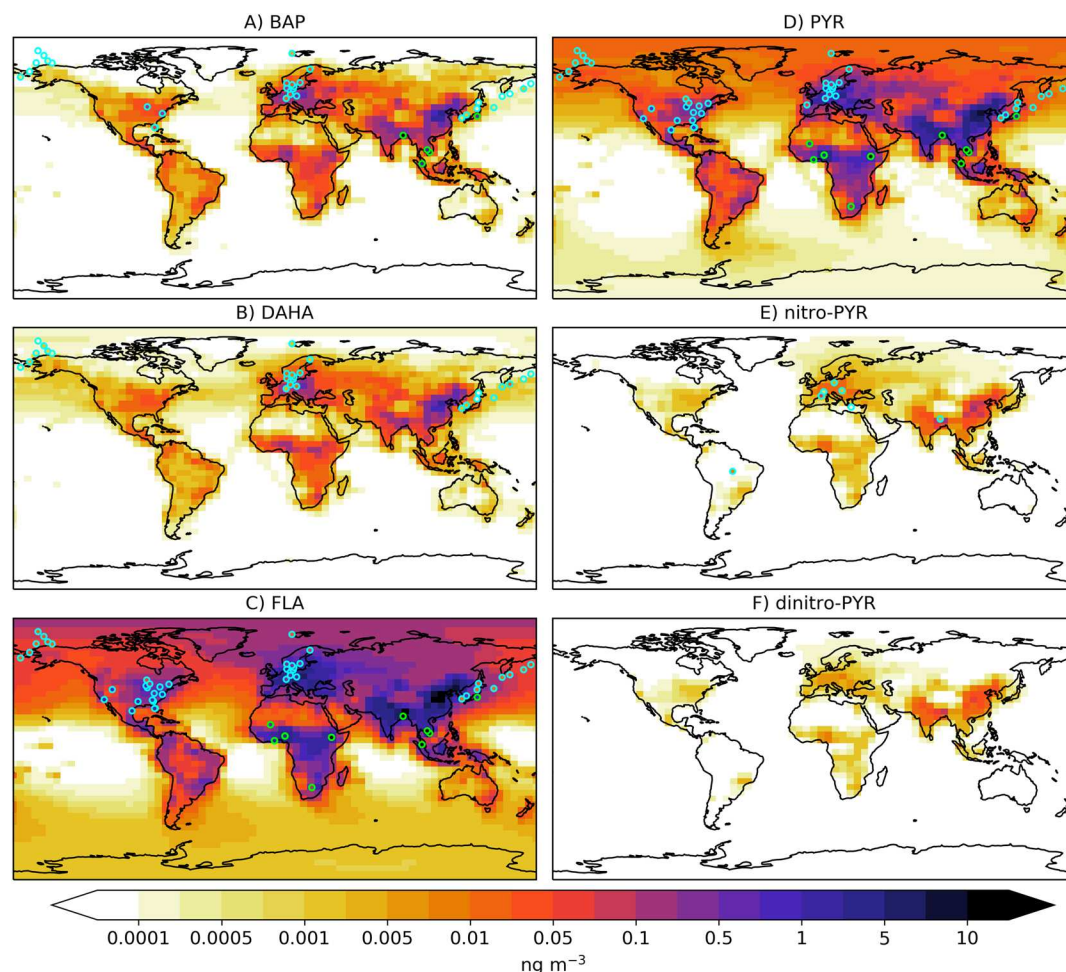 A) BAP
D) PYR
B) DAHA
E) nitro-PYR
C) FLA
F) dinitro-PYR
0.0001 0.0005 0.001 0.005 0.01 0.05 0.1 0.5 1 5 10
ng m⁻³